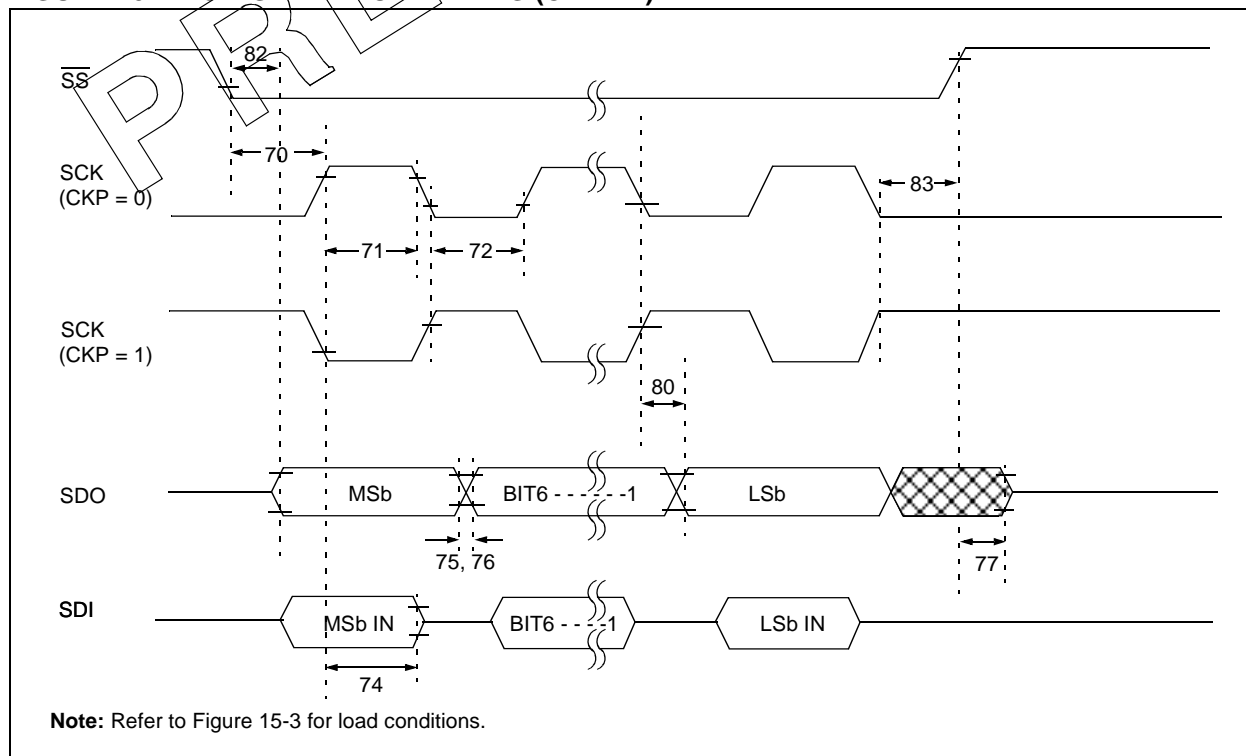 82
SS
70
SCK
(CKP = 0)
83
71
72
SCK
(CKP = 1)
80
SDO
MSb
BIT6 - - - - - -1
LSb
75, 76
77
SDI
MSb IN
BIT6 - - - -1
LSb IN
74
Note: Refer to Figure 15-3 for load conditions.